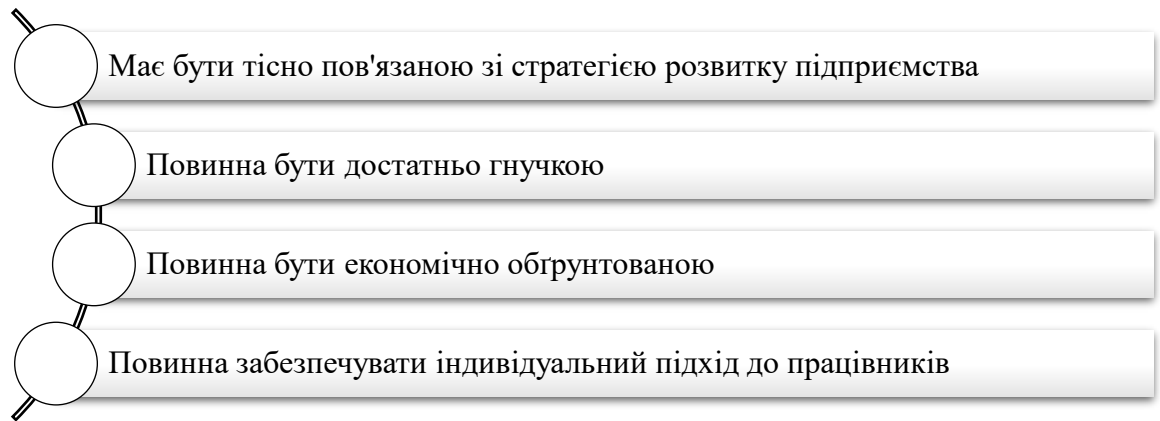 Має бути тісно пов'язаною зі стратегією розвитку підприємства
Повинна бути достатньо гнучкою
Повинна бути економічно обґрунтованою
Повинна забезпечувати індивідуальний підхід до працівників